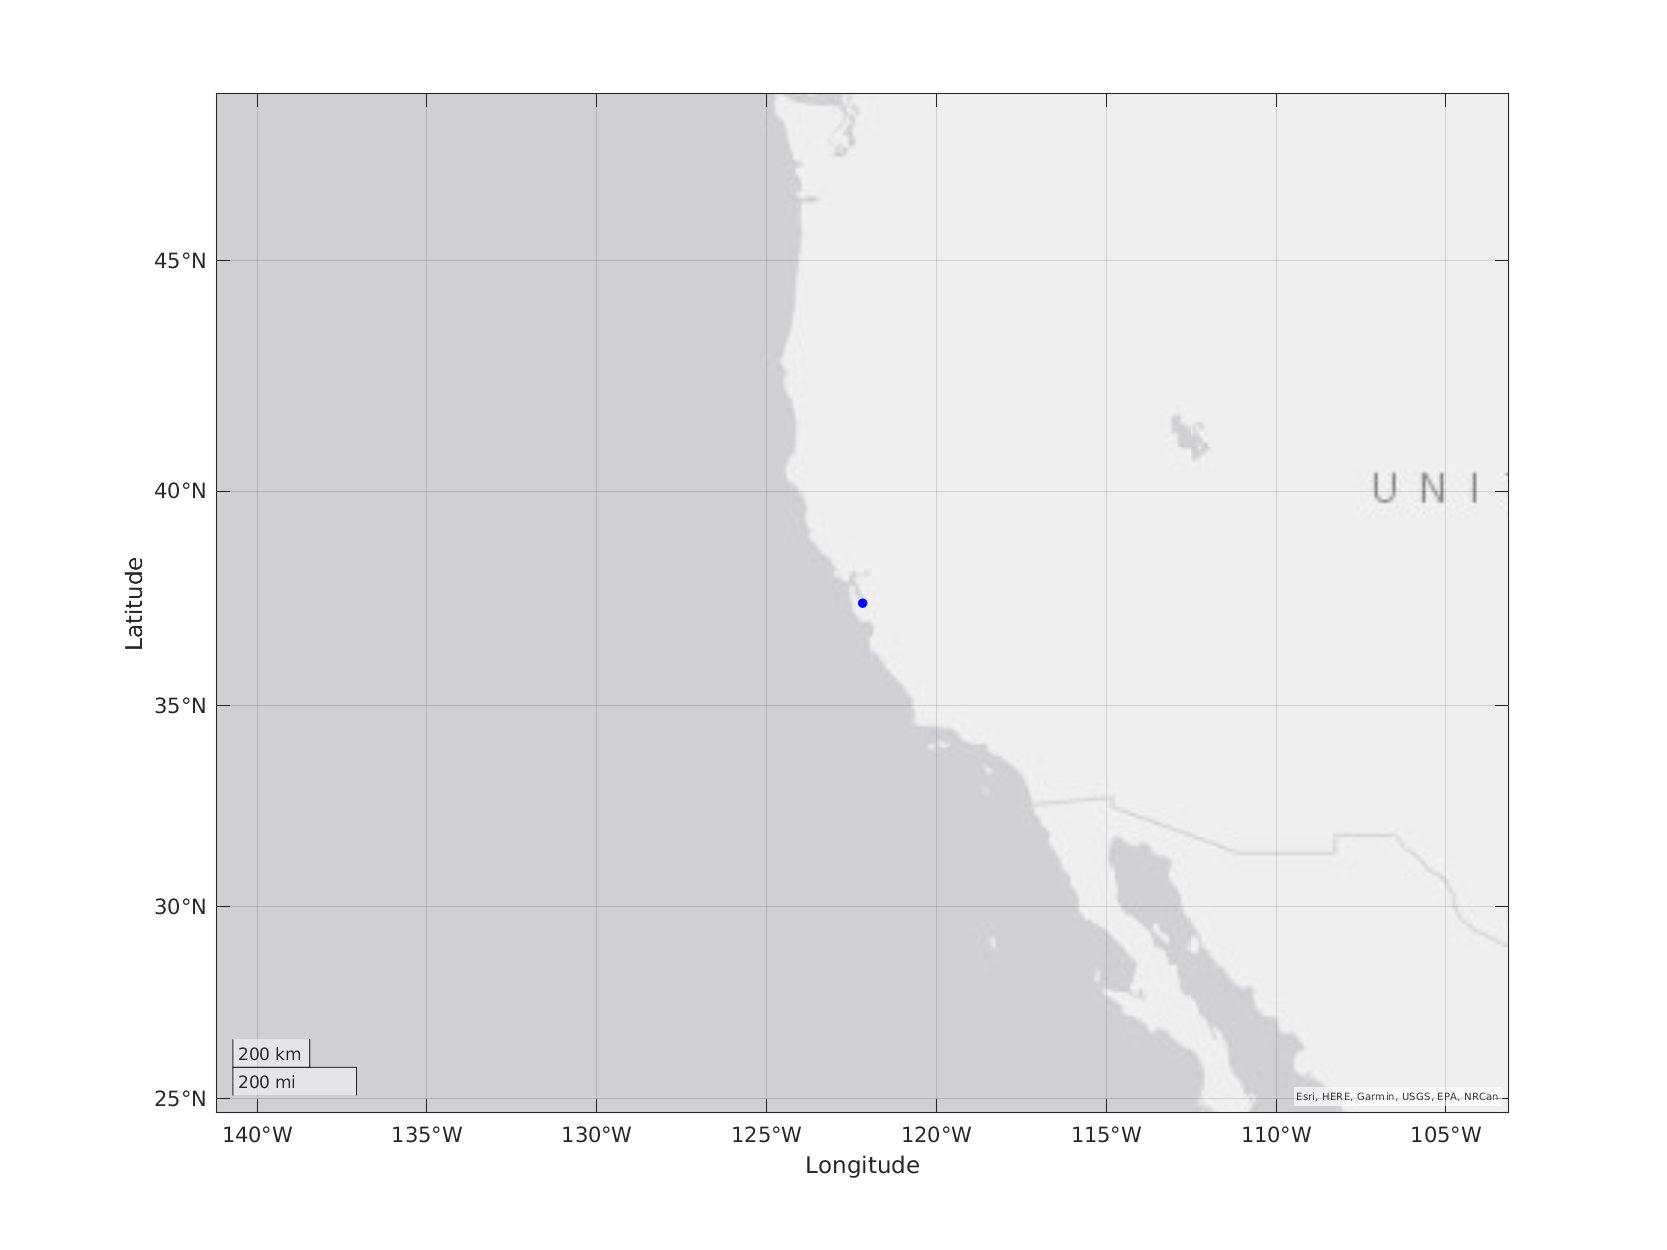 45°N
40°N
U N I
Latitude
35°N
30°N
200 km
200 mi
25°N
Esri, HERE, Garmin, USGS, EPA, NRCan
140°W 135°W 130°W 125°W 120°W 115°W 110°W 105°W
Longitude